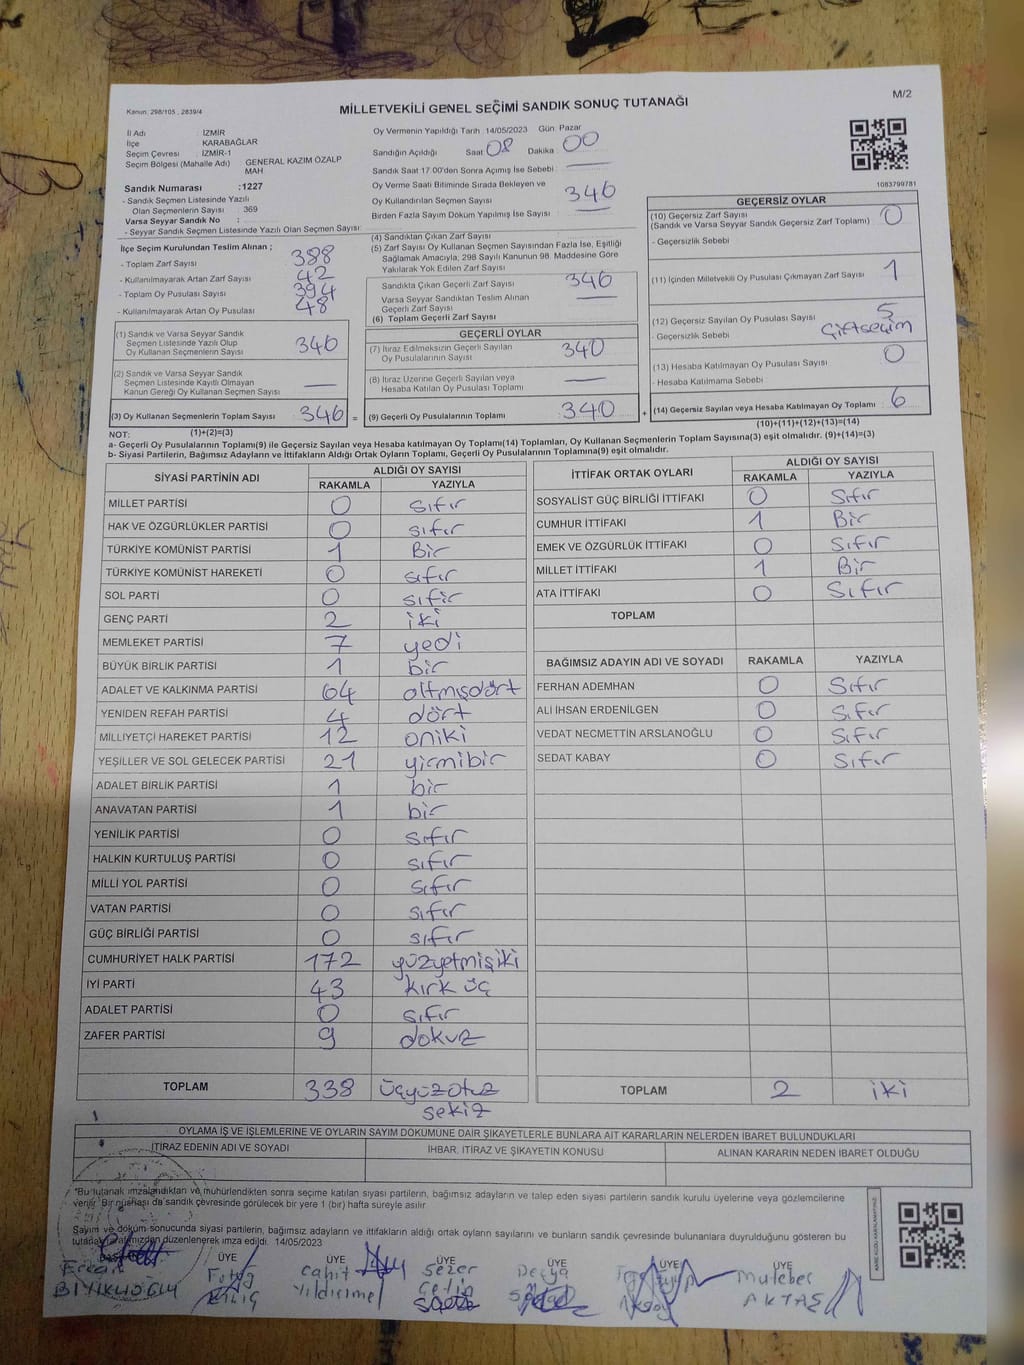 M/2
Kanun: 298/105 , 2839/4
MİLLETVEKİLİ GENEL SEÇİMİ SANDIK SONUÇ TUTANAĞI
İl Adı : İZMİR
İlçe : KARABAĞLAR
Seçim Çevresi : İZMİR-1
Seçim Bölgesi (Mahalle Adı) : GENERAL KAZIM ÖZALP MAH
Sandık Numarası :1227
- Sandık Seçmen Listesinde Yazılı
Olan Seçmenlerin Sayısı : 369
Varsa Seyyar Sandık No :
- Seyyar Sandık Seçmen Listesinde Yazılı Olan Seçmen Sayısı:
Oy Vermenin Yapıldığı Tarih 14/05/2023 Gün: Pazar
Sandığın Açıldığı Saat 08 Dakika 00
Sandık Saat 17.00'den Sonra Açımış İse Sebebi :
Oy Verme Saati Bitiminde Sırada Bekleyen ve
Oy Kullandırılan Seçmen Sayısı : 346
Birden Fazla Sayım Döküm Yapılmış İse Sayısı :
1083799781
İlçe Seçim Kurulundan Teslim Alınan ;
- Toplam Zarf Sayısı : 388
- Kullanılmayarak Artan Zarf Sayısı : 42
- Toplam Oy Pusulası Sayısı : 394
- Kullanılmayarak Artan Oy Pusulası : 48
(4) Sandıktan Çıkan Zarf Sayısı
(5) Zarf Sayısı Oy Kullanan Seçmen Sayısından Fazla İse, Eşitliği
Sağlamak Amacıyla, 298 Sayılı Kanunun 98. Maddesine Göre
Yakılarak Yok Edilen Zarf Sayısı
Sandıkta Çıkan Geçerli Zarf Sayısı 346
Varsa Seyyar Sandıktan Teslim Alınan
Geçerli Zarf Sayısı
(6) Toplam Geçerli Zarf Sayısı
GEÇERSİZ OYLAR
(10) Geçersiz Zarf Sayısı : 0
(Sandık ve Varsa Seyyar Sandık Geçersiz Zarf Toplamı)
- Geçersizlik Sebebi :
(11) İçinden Milletvekili Oy Pusulası Çıkmayan Zarf Sayısı : 1
(12) Geçersiz Sayılan Oy Pusulası Sayısı : 5
- Geçersizlik Sebebi : Çiftseçim
(13) Hesaba Katılmayan Oy Pusulası Sayısı : 0
- Hesaba Katılmama Sebebi :
(14) Geçersiz Sayılan veya Hesaba Katılmayan Oy Toplamı : 6
(10)+(11)+(12)+(13)=(14)
(1) Sandık ve Varsa Seyyar Sandık
Seçmen Listesinde Yazılı Olup
Oy Kullanan Seçmenlerin Sayısı 346
(2) Sandık ve Varsa Seyyar Sandık
Seçmen Listesinde Kayıtlı Olmayan
Kanun Gereği Oy Kullanan Seçmen Sayısı
(3) Oy Kullanan Seçmenlerin Toplam Sayısı 346 =
(1)+(2)=(3)
GEÇERLİ OYLAR
(7) İtiraz Edilmeksizin Geçerli Sayılan
Oy Pusulalarının Sayısı 340
(8) İtiraz Üzerine Geçerli Sayılan veya
Hesaba Katılan Oy Pusulası Toplamı
(9) Geçerli Oy Pusulalarının Toplamı 340 +
NOT:
a- Geçerli Oy Pusulalarının Toplamı(9) ile Geçersiz Sayılan veya Hesaba katılmayan Oy Toplamı(14) Toplamları, Oy Kullanan Seçmenlerin Toplam Sayısına(3) eşit olmalıdır. (9)+(14)=(3)
b- Siyasi Partilerin, Bağımsız Adayların ve İttifakların Aldığı Ortak Oyların Toplamı, Geçerli Oy Pusulalarının Toplamına(9) eşit olmalıdır.
SİYASİ PARTİNİN ADI ALDIĞI OY SAYISI
RAKAMLA YAZIYLA
MİLLET PARTİSİ 0 sıfır
HAK VE ÖZGÜRLÜKLER PARTİSİ 0 sıfır
TÜRKİYE KOMÜNİST PARTİSİ 1 Bir
TÜRKİYE KOMÜNİST HAREKETİ 0 sıfır
SOL PARTİ 0 sıfır
GENÇ PARTİ 2 iki
MEMLEKET PARTİSİ 7 yedi
BÜYÜK BİRLİK PARTİSİ 1 bir
ADALET VE KALKINMA PARTİSİ 64 altmışdört
YENİDEN REFAH PARTİSİ 4 dört
MİLLİYETÇİ HAREKET PARTİSİ 12 oniki
YEŞİLLER VE SOL GELECEK PARTİSİ 21 yirmibir
ADALET BİRLİK PARTİSİ 1 bir
ANAVATAN PARTİSİ 1 bir
YENİLİK PARTİSİ 0 sıfır
HALKIN KURTULUŞ PARTİSİ 0 sıfır
MİLLİ YOL PARTİSİ 0 sıfır
VATAN PARTİSİ 0 sıfır
GÜÇ BİRLİĞİ PARTİSİ 0 sıfır
CUMHURİYET HALK PARTİSİ 172 yüzyetmişiki
İYİ PARTİ 43 kırk üç
ADALET PARTİSİ 0 sıfır
ZAFER PARTİSİ 9 dokuz
TOPLAM 338 üçyüzotuz
sekiz
İTTİFAK ORTAK OYLARI ALDIĞI OY SAYISI
RAKAMLA YAZIYLA
SOSYALİST GÜÇ BİRLİĞİ İTTİFAKI 0 Sıfır
CUMHUR İTTİFAKI 1 Bir
EMEK VE ÖZGÜRLÜK İTTİFAKI 0 Sıfır
MİLLET İTTİFAKI 1 Bir
ATA İTTİFAKI 0 Sıfır
TOPLAM
BAĞIMSIZ ADAYIN ADI VE SOYADI RAKAMLA YAZIYLA
FERHAN ADEMHAN 0 Sıfır
ALİ İHSAN ERDENİLGEN 0 Sıfır
VEDAT NECMETTİN ARSLANOĞLU 0 Sıfır
SEDAT KABAY 0 Sıfır
TOPLAM 2 iki
OYLAMA İŞ VE İŞLEMLERİNE VE OYLARIN SAYIM DÖKÜMÜNE DAİR ŞİKAYETLERLE BUNLARA AİT KARARLARIN NELERDEN İBARET BULUNDUKLARI
İTİRAZ EDENİN ADI VE SOYADI İHBAR, İTİRAZ VE ŞİKAYETİN KONUSU ALINAN KARARIN NEDEN İBARET OLDUĞU
*Bu tutanak imzalandıktan ve mühürlendikten sonra seçime katılan siyasi partilerin, bağımsız adayların ve talep eden siyasi partilerin sandık kurulu üyelerine veya gözlemcilerine
verilir. Bir nüshası da sandık çevresinde görülecek bir yere 1 (bir) hafta süreyle asılır
Sayım ve döküm sonucunda siyasi partilerin, bağımsız adayların ve ittifakların aldığı ortak oyların sayılarını ve bunların sandık çevresinde bulunanlara duyrulduğunu gösteren bu
tutanak tarafımızdan düzenlenerek imza edildi. 14/05/2023
ÜYE ÜYE ÜYE ÜYE ÜYE ÜYE
Ercan
BIYIKLIOĞLU
KILIÇ
Cahit
Yıldırımel
Sezer
Çetin
Derya
Aksoy
Muteber
AKTAŞ
KARE KODU KARALAMAYINIZ.